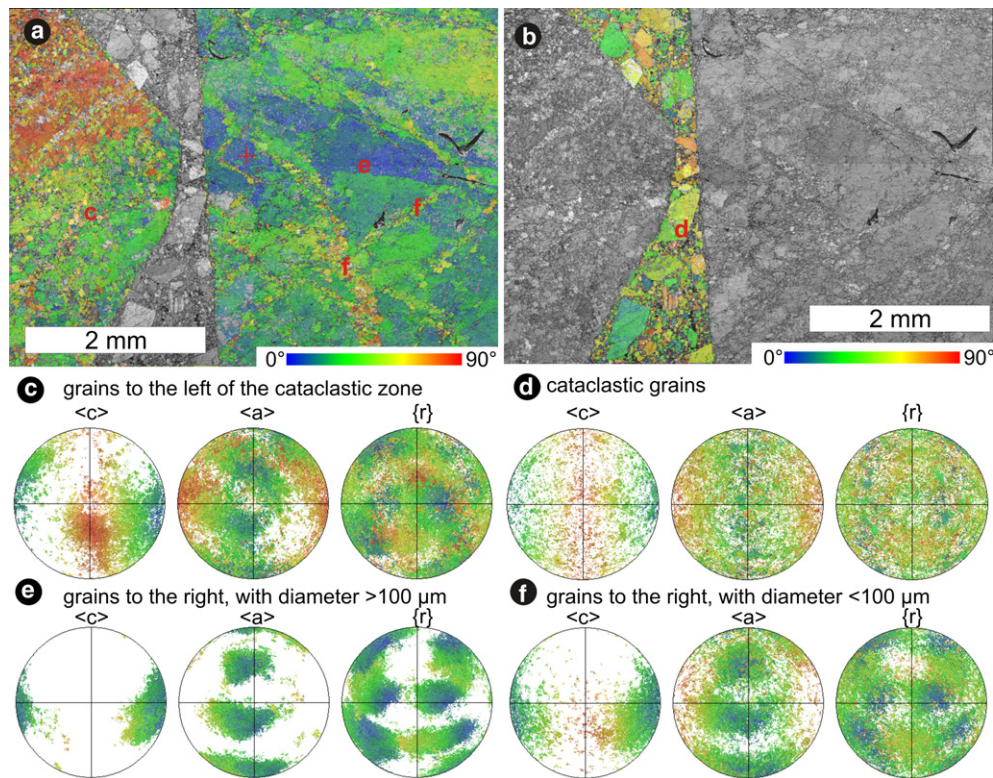 a
b
c
e
f
f
d
2 mm
0° 90°
2 mm
0° 90°
c grains to the left of the cataclastic zone
<c> <a> {r}
d cataclastic grains
<c> <a> {r}
e grains to the right, with diameter >100 µm
<c> <a> {r}
f grains to the right, with diameter <100 µm
<c> <a> {r}